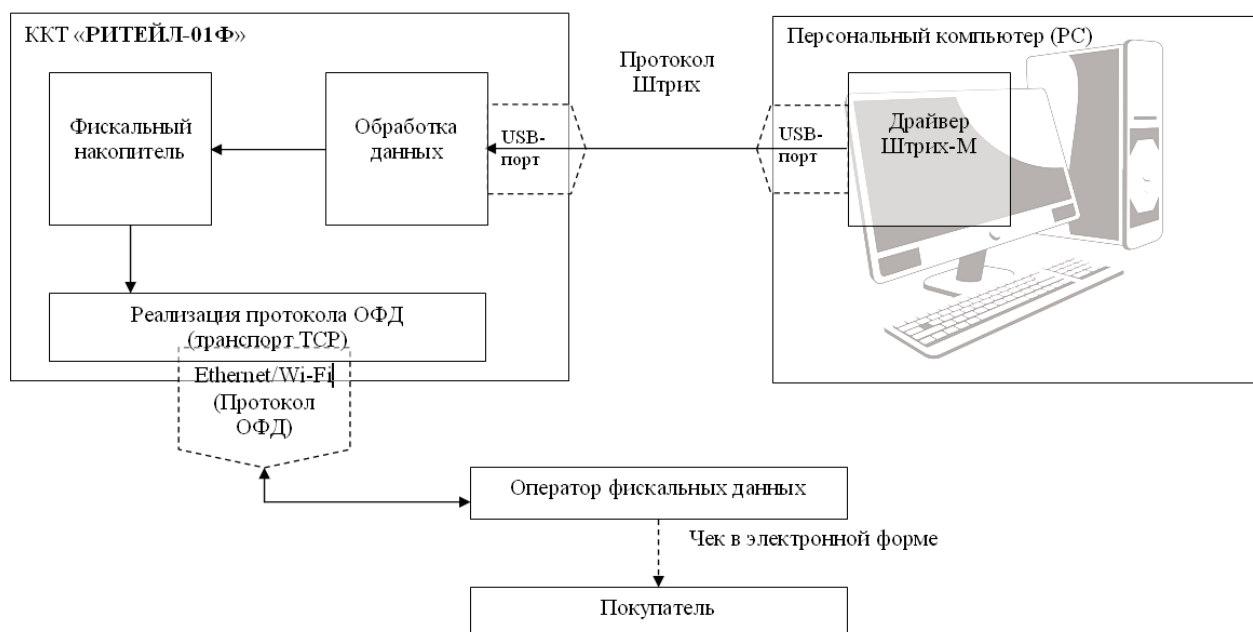 ККТ «РИТЕЙЛ-01Ф»
Персональный компьютер (PC)
Протокол
Штрих
Фискальный
накопитель
Обработка
данных
USB-
порт
USB-
порт
Драйвер
Штрих-М
Реализация протокола ОФД
(транспорт TCP)
Ethernet/Wi-Fi
(Протокол
ОФД)
Оператор фискальных данных
Чек в электронной форме
Покупатель